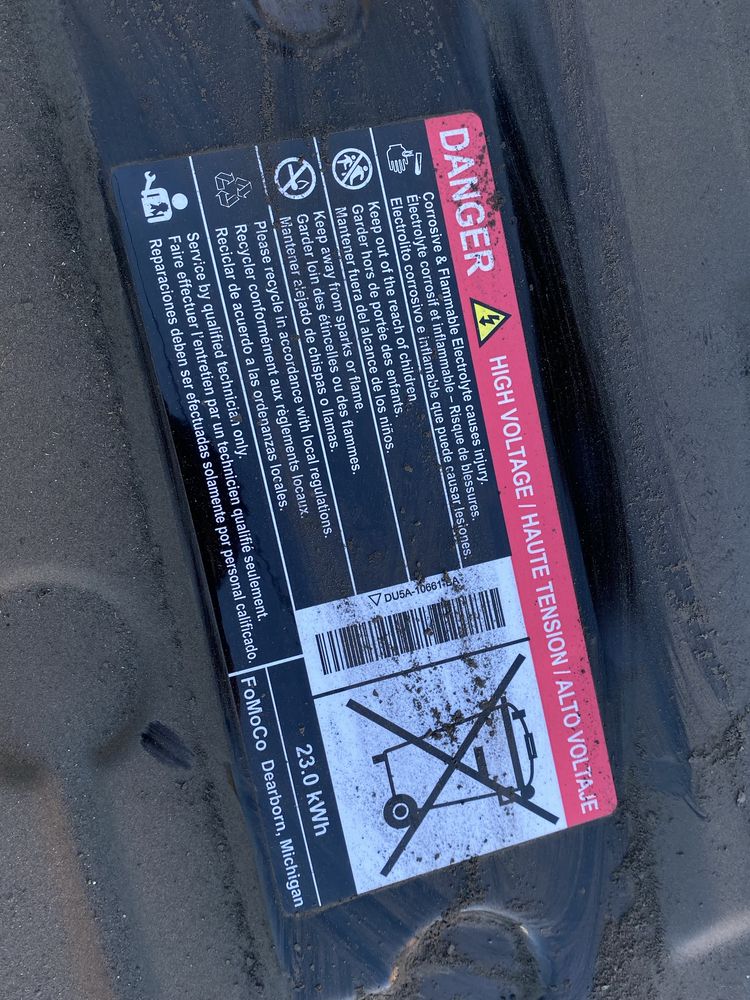 DANGER HIGH VOLTAGE / HAUTE TENSION / ALTO VOLTAJE
Corrosive & Flammable Electrolyte causes injury.
Électrolyte corrosif et inflammable – Risque de blessures.
Electrolito corrosivo e inflamable que puede causar lesiones.
Keep out of the reach of children.
Garder hors de portée des enfants.
Mantener fuera del alcance de los niños.
Keep away from sparks or flame.
Garder loin des étincelles ou des flammes.
Mantener alejado de chispas o llamas.
Please recycle in accordance with local regulations.
Recycler conformément aux règlements locaux.
Reciclar de acuerdo a las ordenanzas locales.
Service by qualified technician only.
Faire effectuer l'entretien par un technicien qualifié seulement.
Reparaciones deben ser efectuadas solamente por personal calificado.
23.0 kWh
FoMoCo Dearborn, Michigan